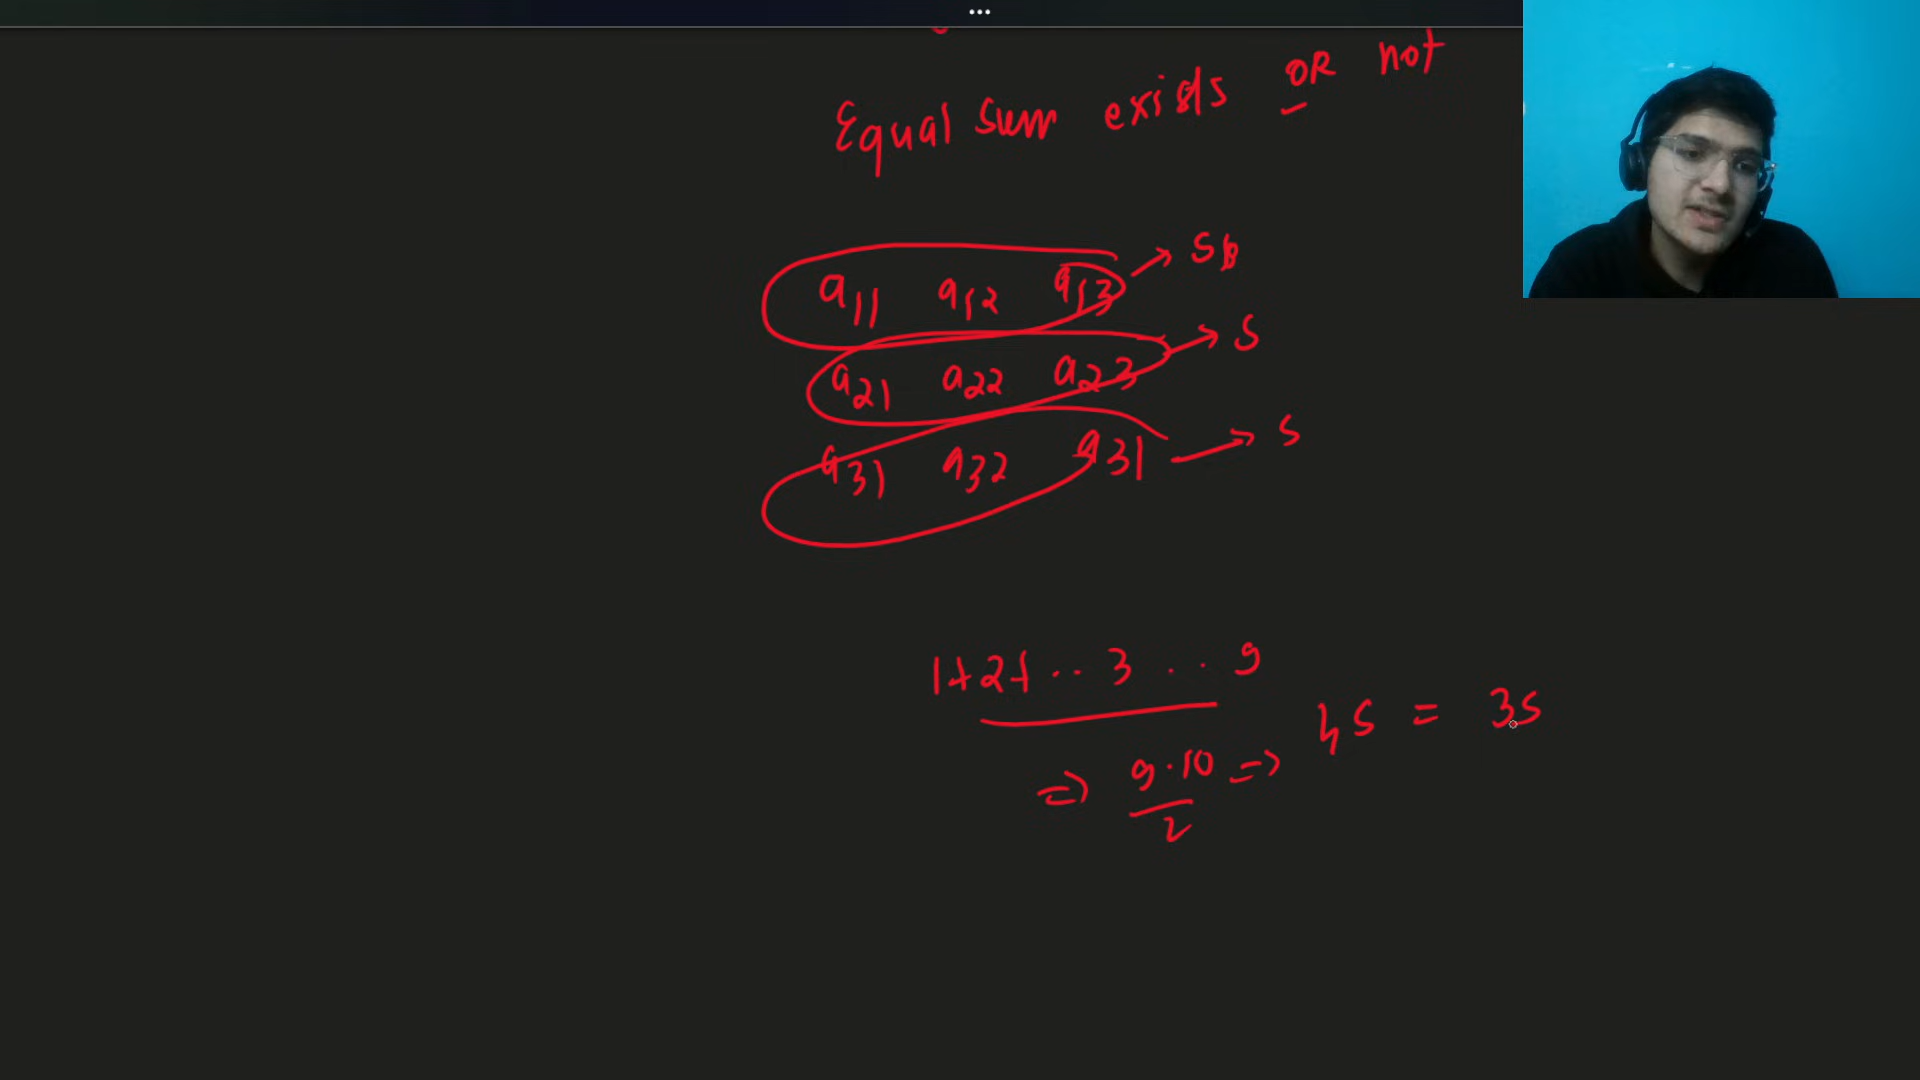 ...
Equal sum exists OR not
a11 a12 a13 → S
a21 a22 a23 → S
a31 a32 a31 → S
1+2+ .. 3 .. 9
⇒ 9.10/2 ⇒ 45 = 3S